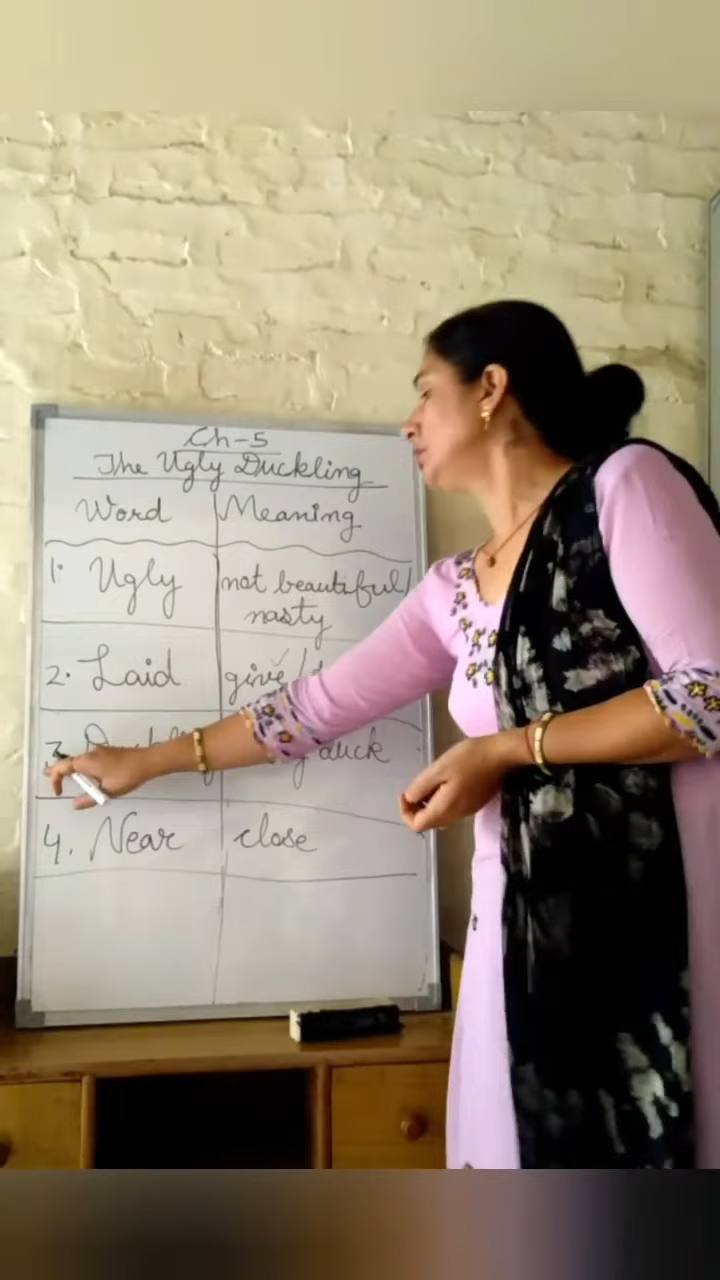 Ch-5
The Ugly Duckling
Word Meaning
1. Ugly not beautiful/
nasty
2. Laid give/
3. duck
4. Near close